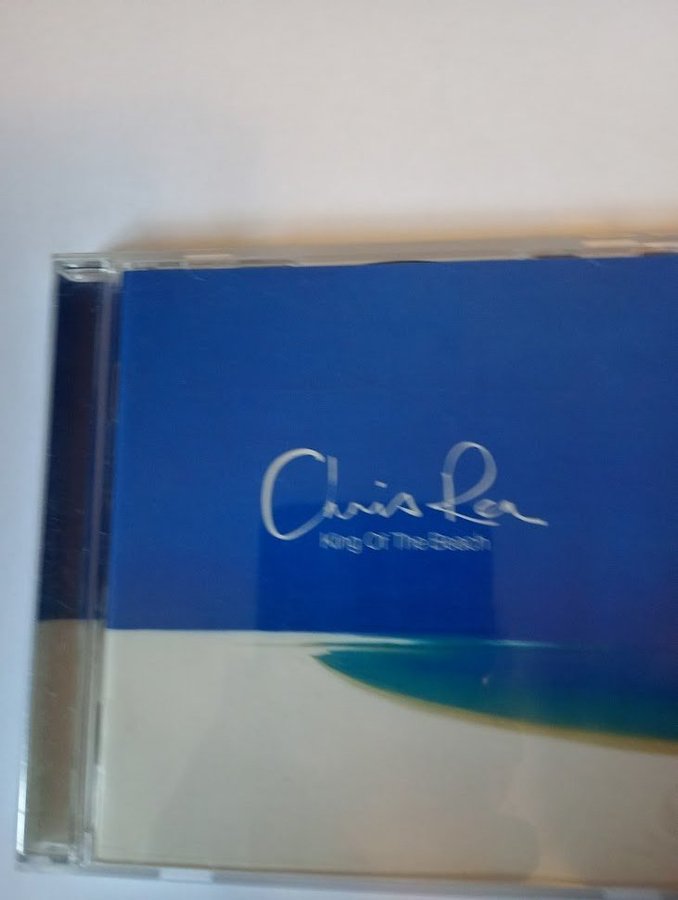 Chris Rea
King Of The Beach